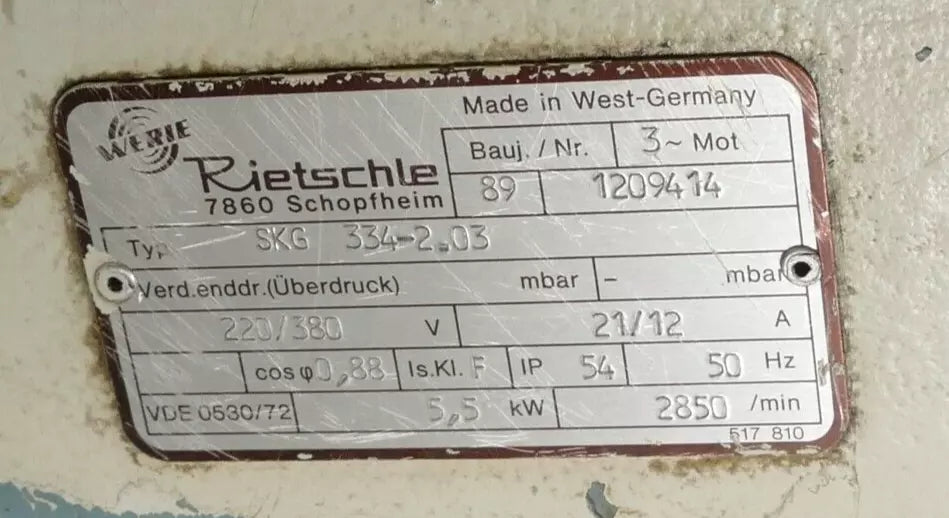 Made in West-Germany
WERIE
Rietschle
7860 Schopfheim
Bauj. / Nr. 3~ Mot
89 1209414
Typ SKG 334-2.03
Verd.enddr.(Überdruck) mbar - mbar
220/380 V 21/12 A
cos φ 0,88 Is.Kl. F IP 54 50 Hz
VDE 0530/72 5,5 kW 2850 /min
517 810